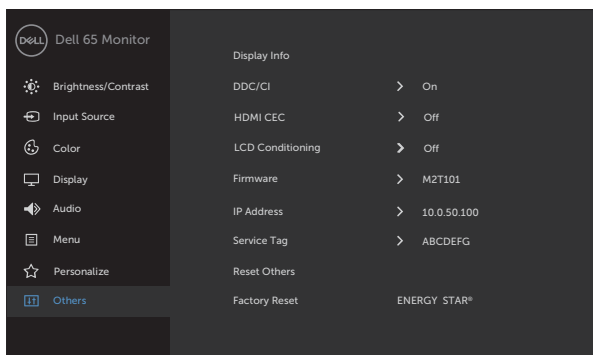 DELL Dell 65 Monitor
Display Info
Brightness/Contrast DDC/CI On
Input Source HDMI CEC Off
Color LCD Conditioning Off
Display Firmware M2T101
Audio IP Address 10.0.50.100
Menu Service Tag ABCDEFG
Personalize Reset Others
Others Factory Reset ENERGY STAR®